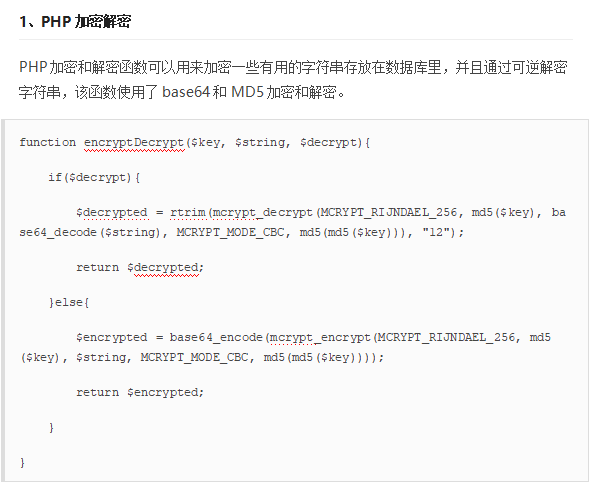 1、PHP 加密解密
PHP 加密和解密函数可以用来加密一些有用的字符串存放在数据库里，并且通过可逆解密
字符串，该函数使用了 base64 和 MD5 加密和解密。
function encryptDecrypt($key, $string, $decrypt){
if($decrypt){
$decrypted = rtrim(mcrypt_decrypt(MCRYPT_RIJNDAEL_256, md5($key), ba
se64_decode($string), MCRYPT_MODE_CBC, md5(md5($key))), "12");
return $decrypted;
}else{
$encrypted = base64_encode(mcrypt_encrypt(MCRYPT_RIJNDAEL_256, md5
($key), $string, MCRYPT_MODE_CBC, md5(md5($key))));
return $encrypted;
}
}